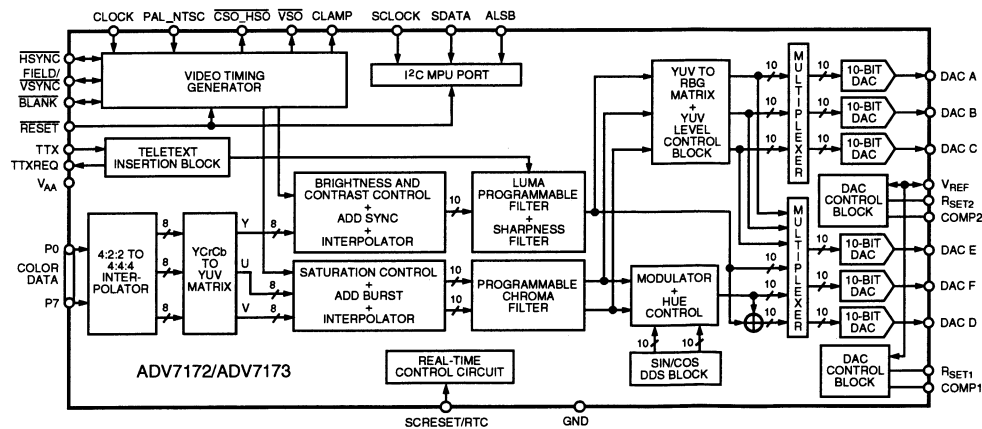 CLOCK PAL_NTSC CSO_HSO VSO CLAMP SCLOCK SDATA ALSB
HSYNC
FIELD/
VSYNC
BLANK
RESET
TTX
TTXREQ
VAA
P0
COLOR
DATA
P7
VIDEO TIMING
GENERATOR
I2C MPU PORT
TELETEXT
INSERTION BLOCK
4:2:2 TO
4:4:4
INTER-
POLATOR
8
8
8
YCrCb
TO
YUV
MATRIX
Y
U
V
8
8
8
BRIGHTNESS AND
CONTRAST CONTROL
+
ADD SYNC
+
INTERPOLATOR
SATURATION CONTROL
+
ADD BURST
+
INTERPOLATOR
10
10
10
LUMA
PROGRAMMABLE
FILTER
+
SHARPNESS
FILTER
PROGRAMMABLE
CHROMA
FILTER
YUV TO
RBG
MATRIX
+
YUV
LEVEL
CONTROL
BLOCK
MODULATOR
+
HUE
CONTROL
10
10
SIN/COS
DDS BLOCK
10
10
10
MULTIPLEXER
10
10
10
10-BIT
DAC
10-BIT
DAC
10-BIT
DAC
DAC A
DAC B
DAC C
DAC
CONTROL
BLOCK
VREF
RSET2
COMP2
10
10
10
MULTIPLEXER
10
10
10
10-BIT
DAC
10-BIT
DAC
10-BIT
DAC
DAC E
DAC F
DAC D
DAC
CONTROL
BLOCK
RSET1
COMP1
ADV7172/ADV7173
REAL-TIME
CONTROL CIRCUIT
SCRESET/RTC
GND